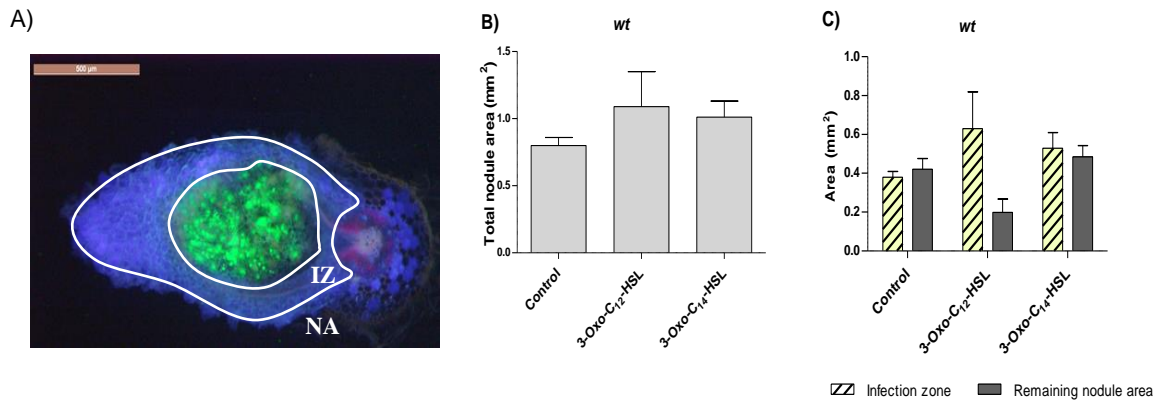 A)
500 µm
IZ
NA
B)
wt
Total nodule area (mm²)
1.5
1.0
0.5
0.0
Control
3-Oxo-C₁₂-HSL
3-Oxo-C₁₄-HSL
C)
wt
Area (mm²)
1.0
0.8
0.6
0.4
0.2
0.0
Control
3-Oxo-C₁₂-HSL
3-Oxo-C₁₄-HSL
Infection zone
Remaining nodule area